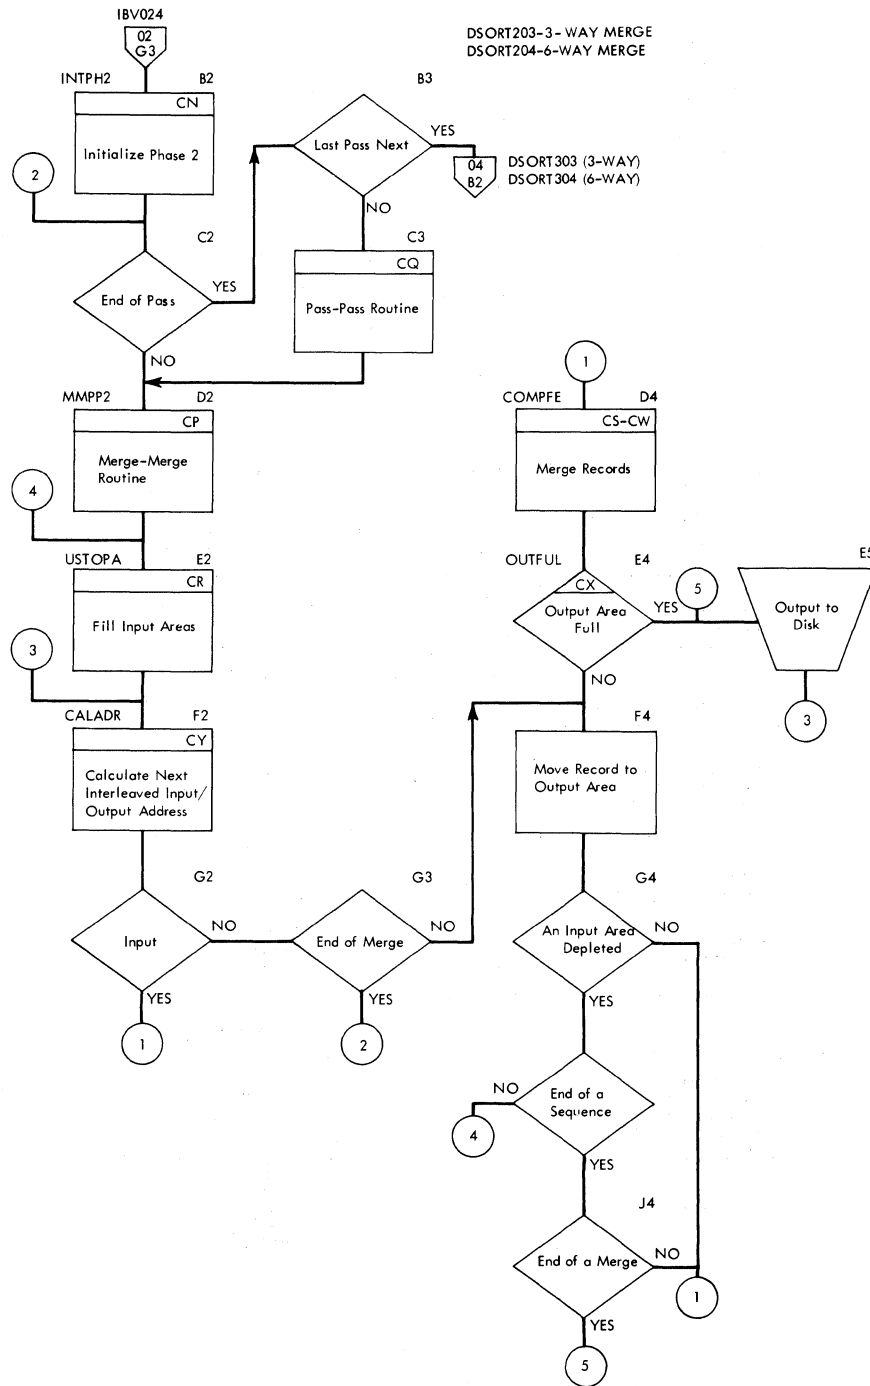 IBV024
02
G3
DSORT203-3-WAY MERGE
DSORT204-6-WAY MERGE
INTPH2 B2
CN
Initialize Phase 2
B3
Last Pass Next
YES
04
B2
DSORT303 (3-WAY)
DSORT304 (6-WAY)
NO
2
C2
End of Pass
YES
NO
C3
CQ
Pass-Pass Routine
MMPP2 D2
CP
Merge-Merge
Routine
4
USTOPA E2
CR
Fill Input Areas
3
CALADR F2
CY
Calculate Next
Interleaved Input/
Output Address
G2
Input
NO
YES
1
G3
End of Merge
NO
YES
2
1
COMPFE D4
CS-CW
Merge Records
OUTFUL E4
CX
Output Area
Full
YES
5
NO
E5
Output to
Disk
3
F4
Move Record to
Output Area
G4
An Input Area
Depleted
NO
YES
End of a
Sequence
NO
4
YES
J4
End of a Merge
NO
1
YES
5